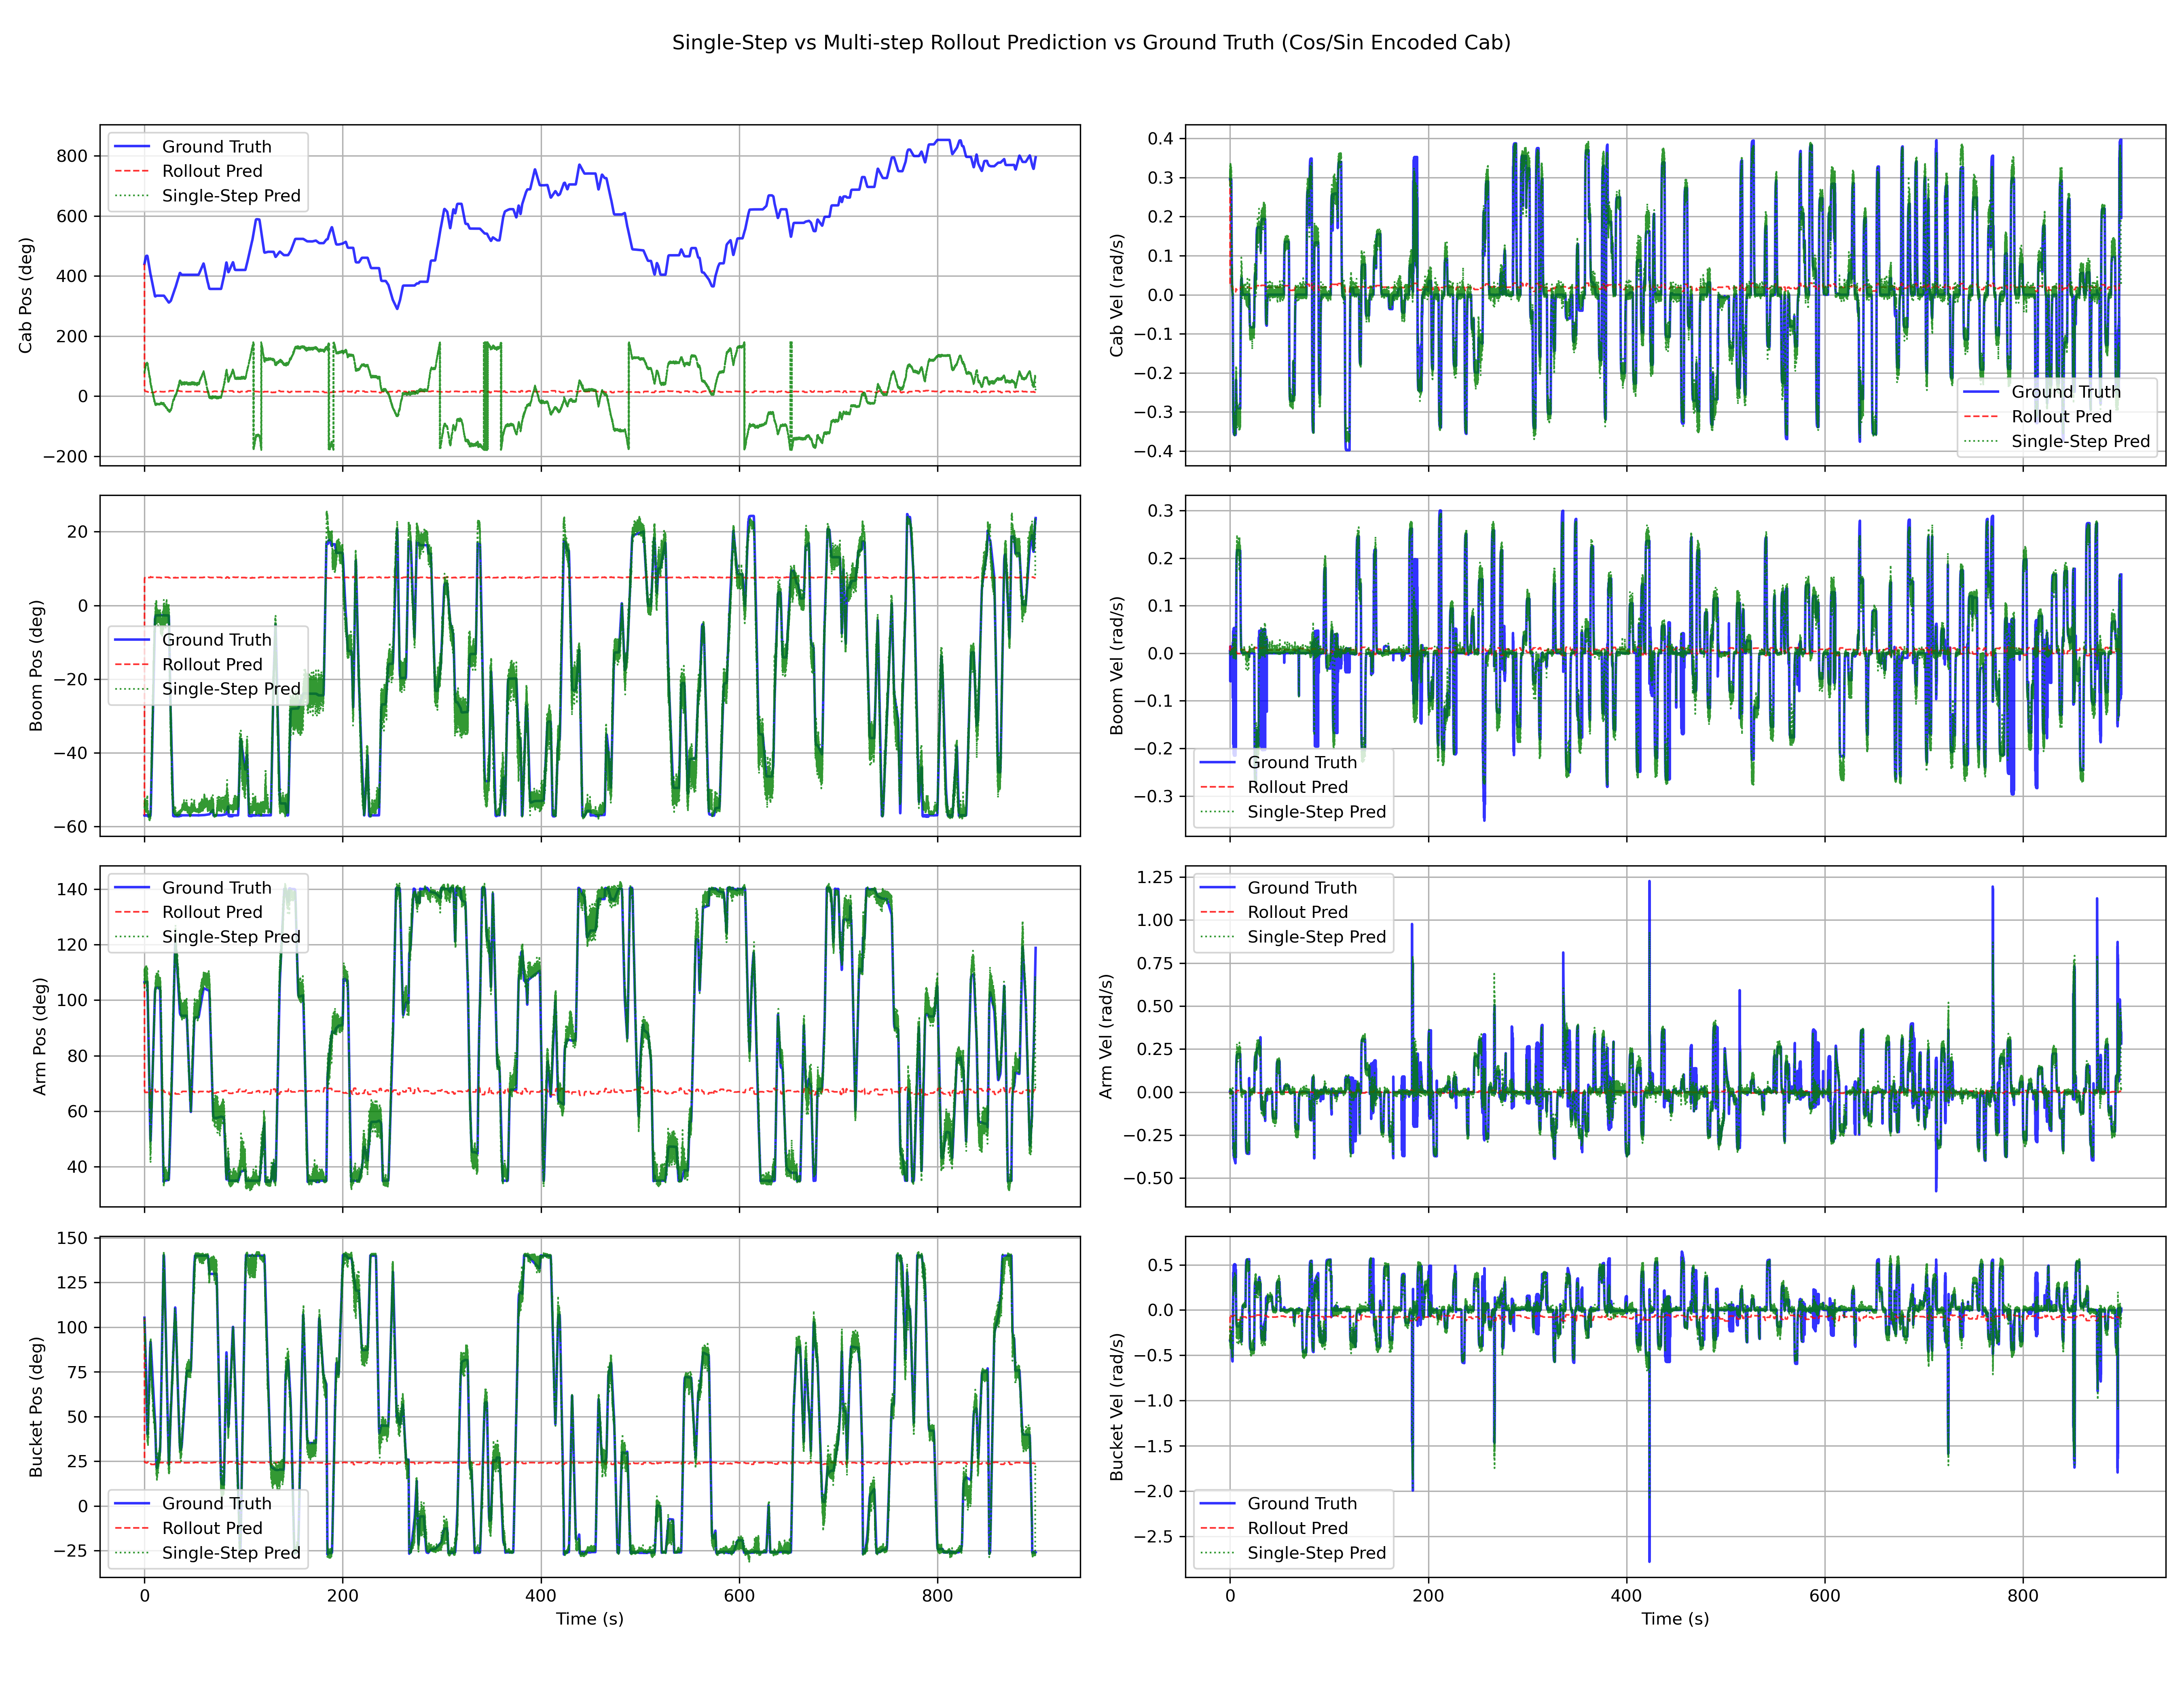 Single-Step vs Multi-step Rollout Prediction vs Ground Truth (Cos/Sin Encoded Cab)
Cab Pos (deg)
800
600
400
200
0
−200
Ground Truth
Rollout Pred
Single-Step Pred
Cab Vel (rad/s)
0.4
0.3
0.2
0.1
0.0
−0.1
−0.2
−0.3
−0.4
Ground Truth
Rollout Pred
Single-Step Pred
Boom Pos (deg)
20
0
−20
−40
−60
Ground Truth
Rollout Pred
Single-Step Pred
Boom Vel (rad/s)
0.3
0.2
0.1
0.0
−0.1
−0.2
−0.3
Ground Truth
Rollout Pred
Single-Step Pred
Arm Pos (deg)
140
120
100
80
60
40
Ground Truth
Rollout Pred
Single-Step Pred
Arm Vel (rad/s)
1.25
1.00
0.75
0.50
0.25
0.00
−0.25
−0.50
Ground Truth
Rollout Pred
Single-Step Pred
Bucket Pos (deg)
150
125
100
75
50
25
0
−25
Ground Truth
Rollout Pred
Single-Step Pred
0 200 400 600 800
Time (s)
Bucket Vel (rad/s)
0.5
0.0
−0.5
−1.0
−1.5
−2.0
−2.5
Ground Truth
Rollout Pred
Single-Step Pred
0 200 400 600 800
Time (s)